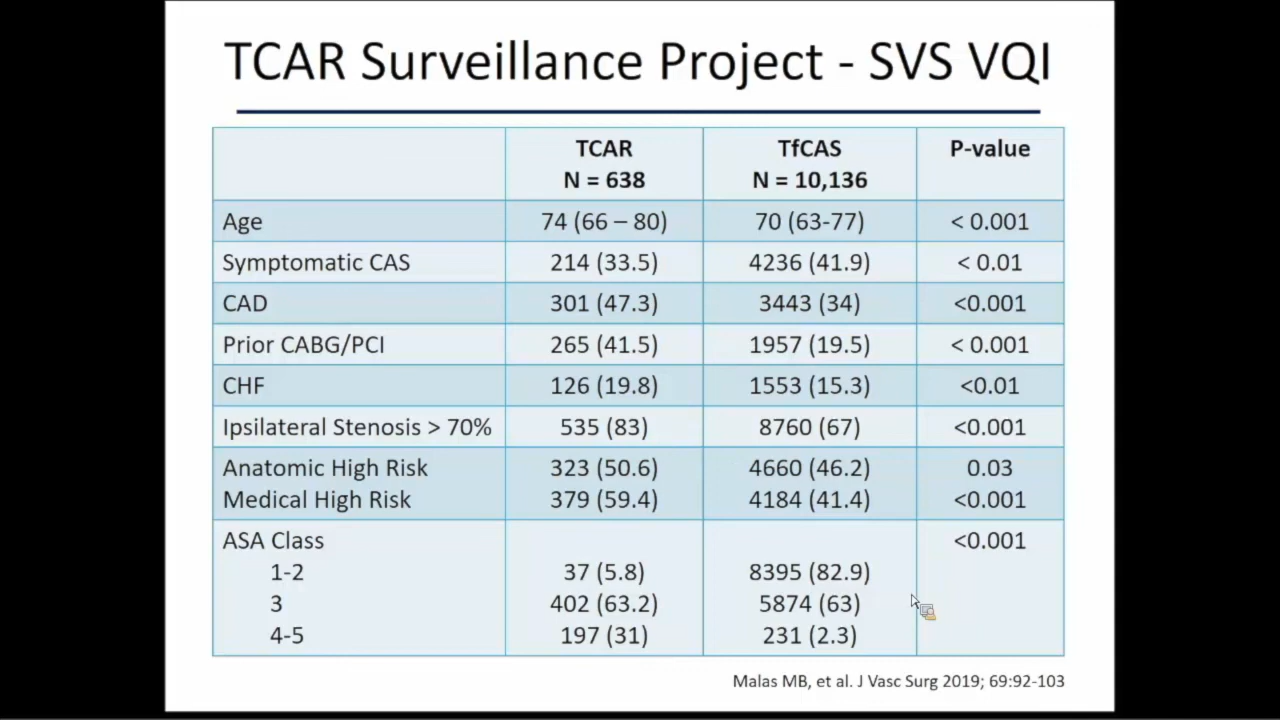 TCAR Surveillance Project - SVS VQI
TCAR TfCAS P-value
N = 638 N = 10,136
Age 74 (66 – 80) 70 (63-77) < 0.001
Symptomatic CAS 214 (33.5) 4236 (41.9) < 0.01
CAD 301 (47.3) 3443 (34) <0.001
Prior CABG/PCI 265 (41.5) 1957 (19.5) < 0.001
CHF 126 (19.8) 1553 (15.3) <0.01
Ipsilateral Stenosis > 70% 535 (83) 8760 (67) <0.001
Anatomic High Risk 323 (50.6) 4660 (46.2) 0.03
Medical High Risk 379 (59.4) 4184 (41.4) <0.001
ASA Class <0.001
1-2 37 (5.8) 8395 (82.9)
3 402 (63.2) 5874 (63)
4-5 197 (31) 231 (2.3)
Malas MB, et al. J Vasc Surg 2019; 69:92-103